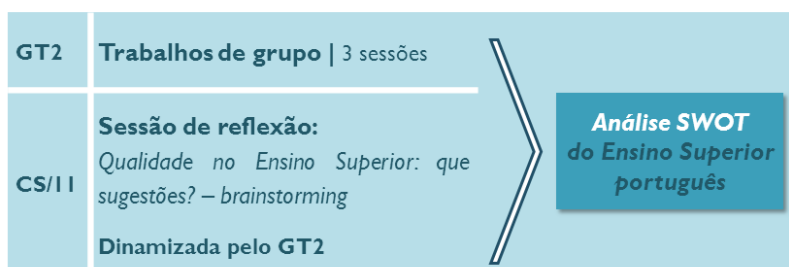 GT2
Trabalhos de grupo | 3 sessões
CS/11
Sessão de reflexão:
Qualidade no Ensino Superior: que
sugestões? – brainstorming
Dinamizada pelo GT2
Análise SWOT
do Ensino Superior
português